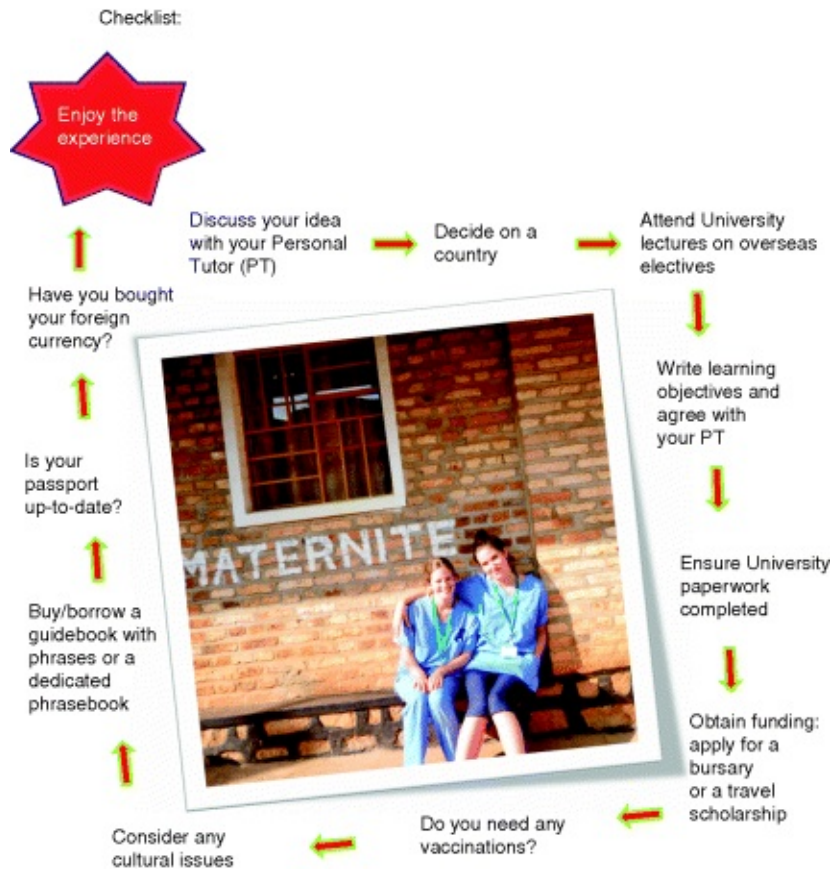 Checklist:
Enjoy the
experience
Discuss your idea
with your Personal
Tutor (PT)
Decide on a
country
Attend University
lectures on overseas
electives
Write learning
objectives and
agree with
your PT
Ensure University
paperwork
completed
Obtain funding:
apply for a
bursary
or a travel
scholarship
Do you need any
vaccinations?
Consider any
cultural issues
Buy/borrow a
guidebook with
phrases or a
dedicated
phrasebook
Is your
passport
up-to-date?
Have you bought
your foreign
currency?
MATERNITE